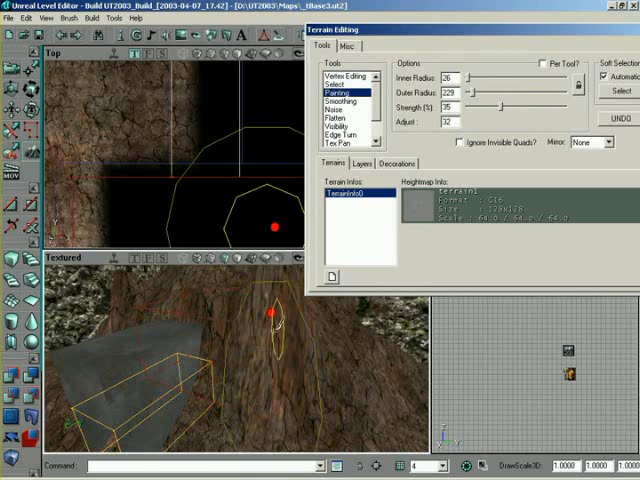 Unreal Level Editor - Build UT2003_Build_[2003-04-07_17.42] - [D:\UT2003\Maps\_tBase3.ut2]
File Edit View Brush Build Tools Help
Top
Terrain Editing
Tools Misc
Tools
Vertex Editing
Select
Painting
Smoothing
Noise
Flatten
Visibility
Edge Turn
Tex Pan
Options
Per Tool?
Inner Radius: 26
Outer Radius: 229
Strength (%): 35
Adjust : 32
Soft Selection
Automatic
Select
UNDO
Ignore Invisible Quads?
Mirror: None
Terrains Layers Decorations
Terrain Infos:
TerrainInfo0
Heightmap Info:
terrain1
Format : G16
Size : 128x128
Scale : 64.0 / 64.0 / 64.0
MOV
Textured
Command :
4
DrawScale3D: 1.0000 1.0000 1.0000